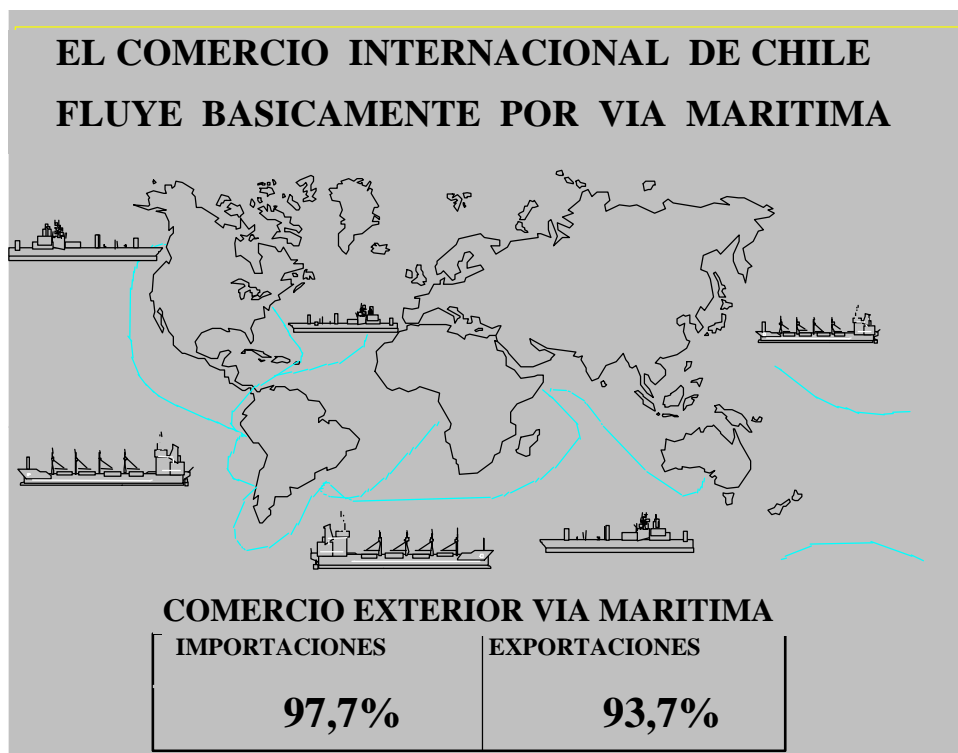 EL COMERCIO INTERNACIONAL DE CHILE
FLUYE BASICAMENTE POR VIA MARITIMA
COMERCIO EXTERIOR VIA MARITIMA
IMPORTACIONES EXPORTACIONES
97,7% 93,7%